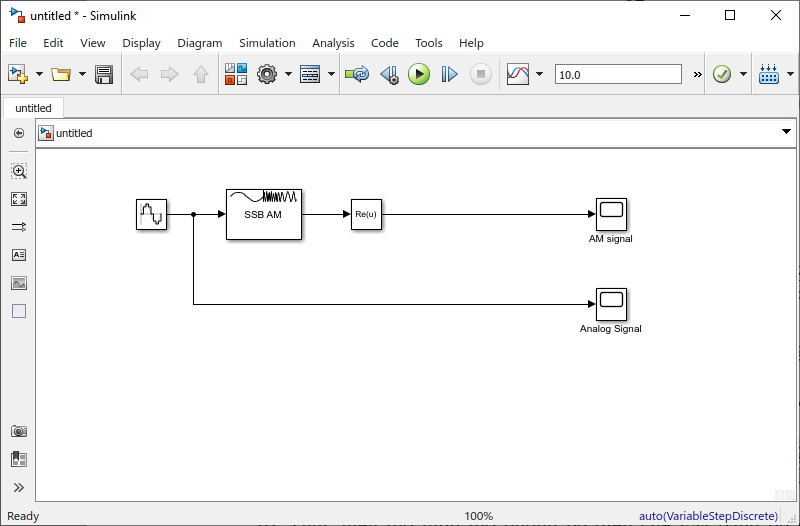 untitled * - Simulink
File Edit View Display Diagram Simulation Analysis Code Tools Help
10.0 »
untitled
untitled
SSB AM
Re(u)
AM signal
Analog Signal
Ready 100% auto(VariableStepDiscrete)